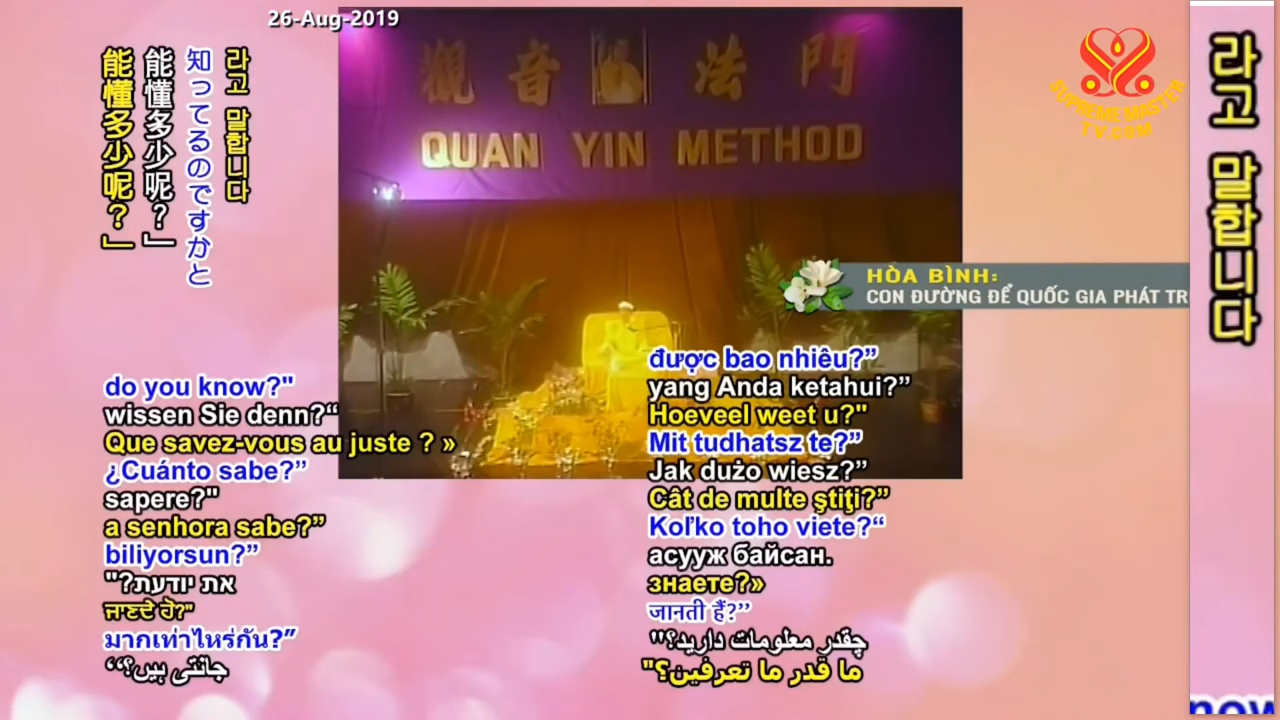 26-Aug-2019
라고 말합니다
知ってるのですかと
能懂多少呢？」
能懂多少呢？」
觀音 法門
QUAN YIN METHOD
SUPREME MASTER
TV.COM
HÒA BÌNH:
CON ĐƯỜNG ĐỂ QUỐC GIA PHÁT TR
do you know?"
wissen Sie denn?“
Que savez-vous au juste ? »
¿Cuánto sabe?”
sapere?"
a senhora sabe?”
biliyorsun?”
את יודעת?"
ਜਾਣਦੇ ਹੋ?"
มากเท่าไหร่กัน?”
جانتی ہیں؟“
được bao nhiêu?”
yang Anda ketahui?”
Hoeveel weet u?"
Mit tudhatsz te?”
Jak dużo wiesz?”
Cât de multe ştiţi?”
Koľko toho viete?“
асууж байсан.
знаете?»
जानती हैं?”
چقدر معلومات دارید؟"
ما قدر ما تعرفين؟"
라고 말합니다
now